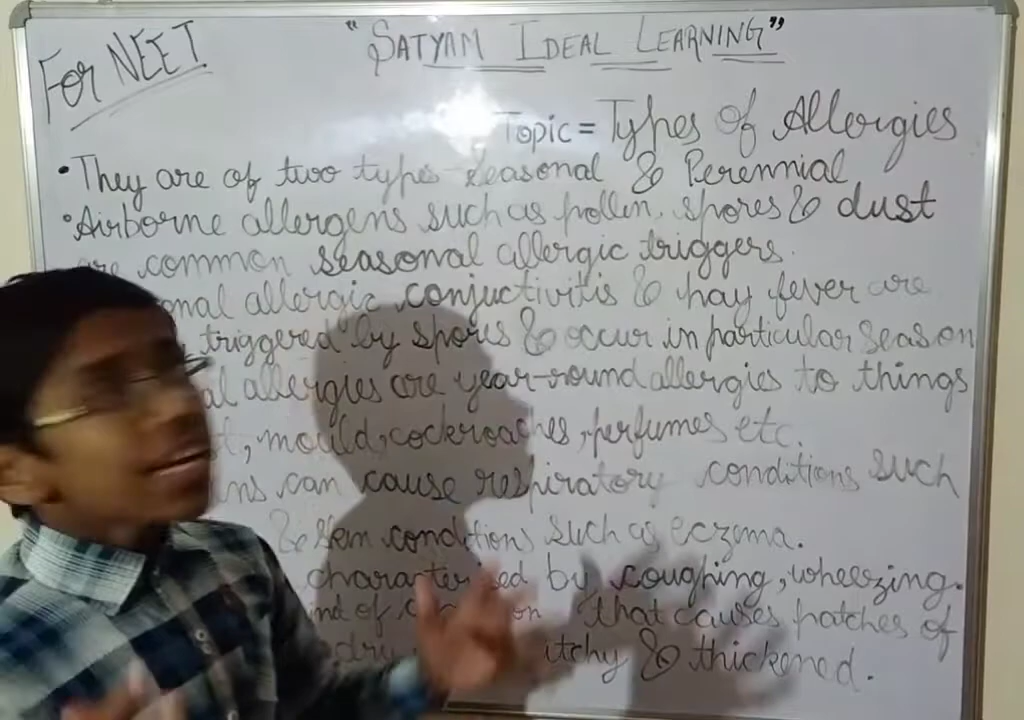 For NEET
"SATYAM IDEAL LEARNING"
Topic = Types of Allergies
• They are of two types Seasonal & Perennial
• Airborne allergens such as pollen, spores & dust
are common seasonal allergic triggers.
allergic conjuctivitis & hay fever are
triggered by spores & occur in particular season
allergies are year-round allergies to things
, mould, cockroaches, perfumes etc.
can cause respiratory conditions such
& skin conditions such as eczema.
characterised by coughing, wheezing.
of that causes patches of
dry itchy & thickened.